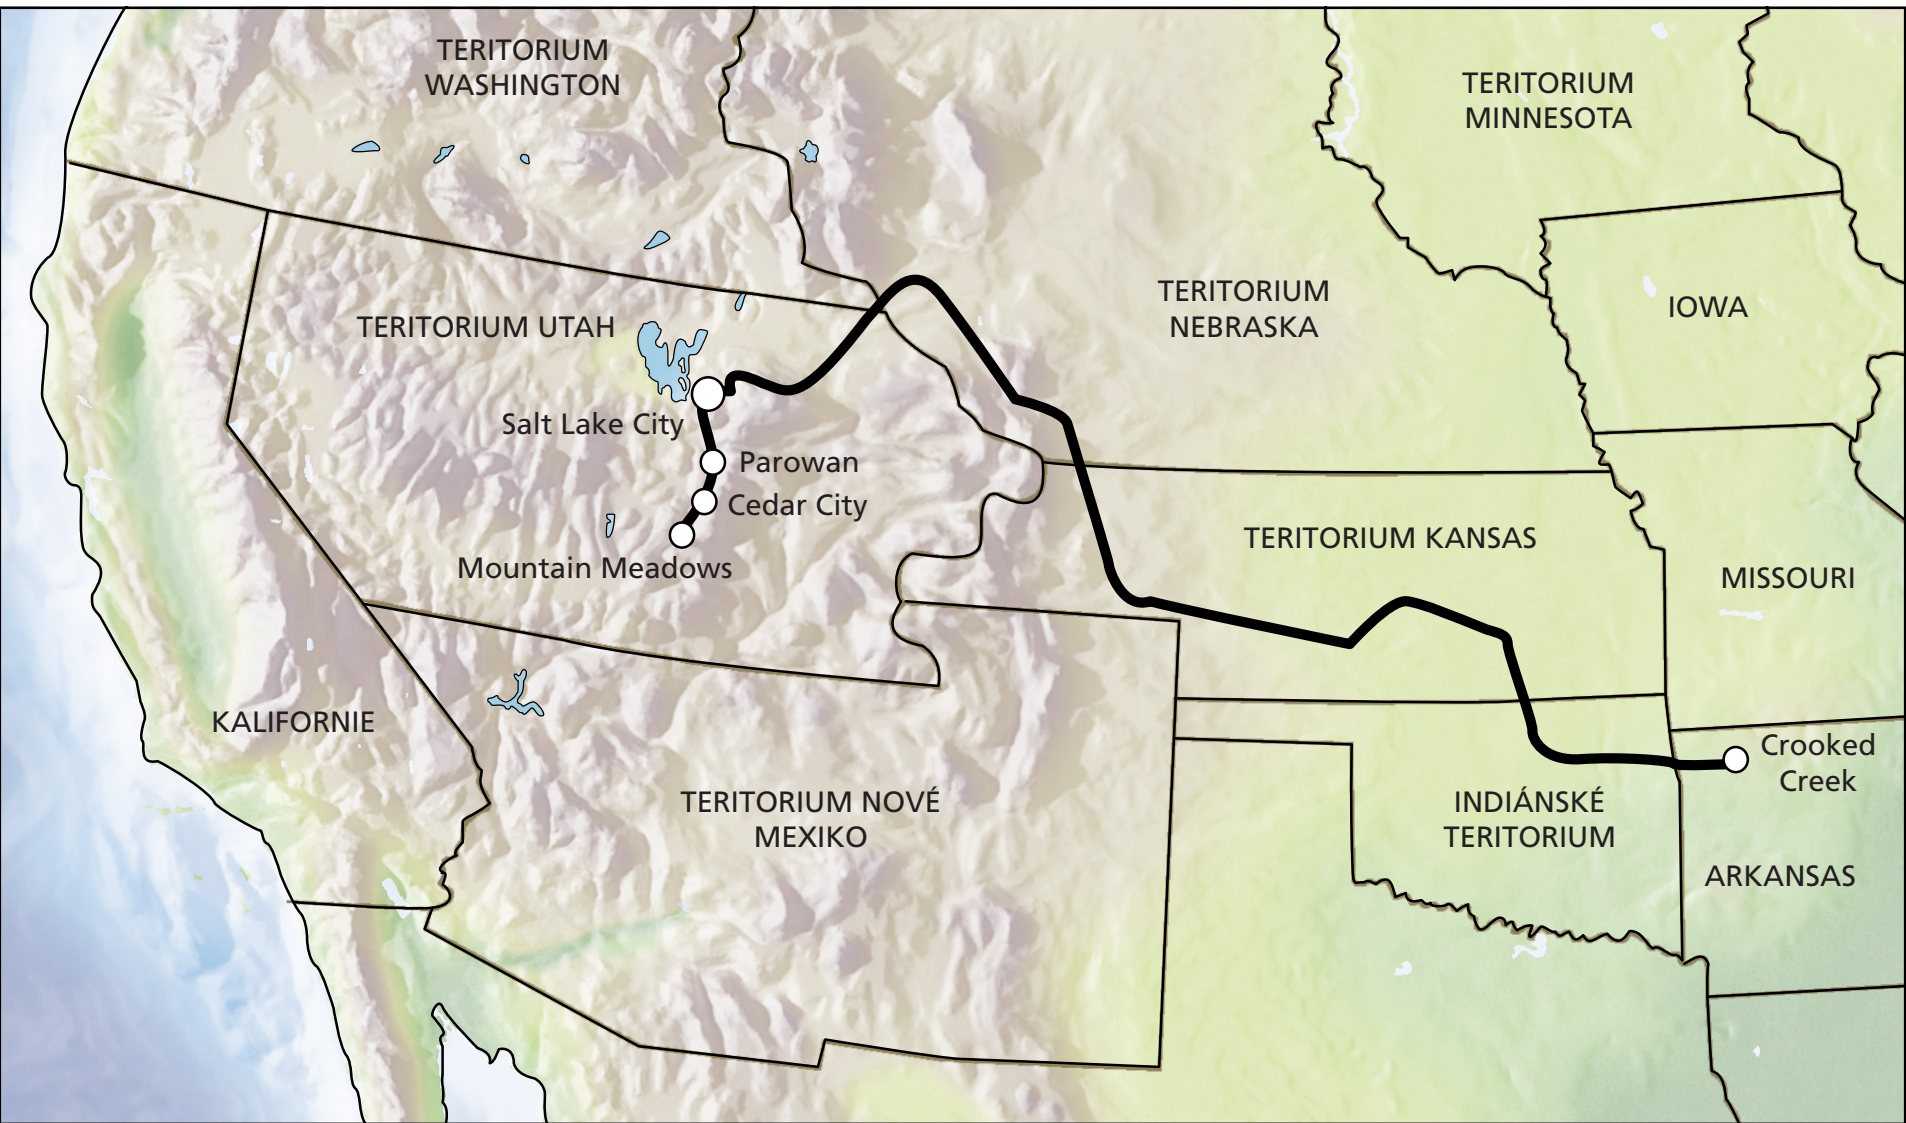 TERITORIUM
WASHINGTON
TERITORIUM
MINNESOTA
TERITORIUM
NEBRASKA
IOWA
TERITORIUM UTAH
Salt Lake City
Parowan
Cedar City
Mountain Meadows
TERITORIUM KANSAS
MISSOURI
KALIFORNIE
Crooked
Creek
TERITORIUM NOVÉ
MEXIKO
INDIÁNSKÉ
TERITORIUM
ARKANSAS